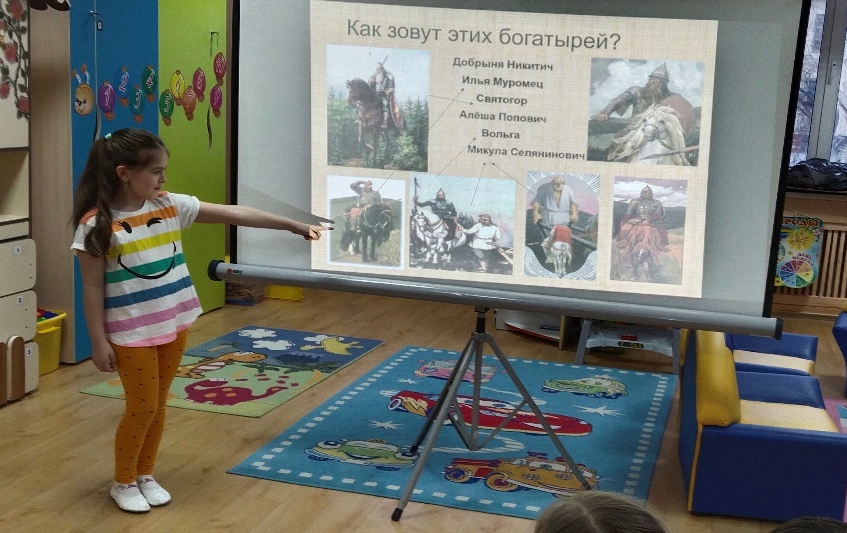 Как зовут этих богатырей?
Добрыня Никитич
Илья Муромец
Святогор
Алёша Попович
Вольга
Микула Селянинович